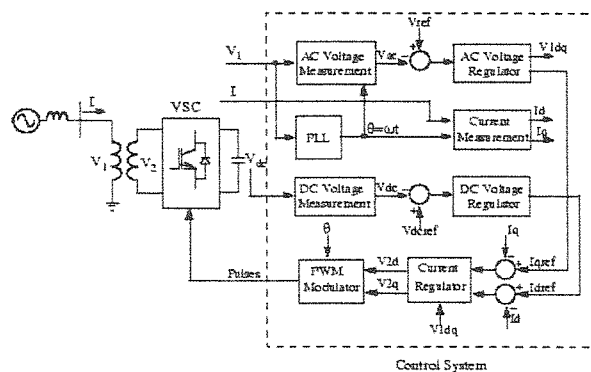 Vref
V1
AC Voltage
Measurement
Vac
-
+
AC Voltage
Regulator
V1dq
I
VSC
I
PLL
θ=ωt
Current
Measurement
Id
Iq
V1
V2
Vdc
DC Voltage
Measurement
Vdc
-
+
DC Voltage
Regulator
Vdcref
θ
Iq
Pulses
PWM
Modulator
V2d
V2q
Current
Regulator
-
+
Iqref
+
Idref
-
Id
V1dq
Control System